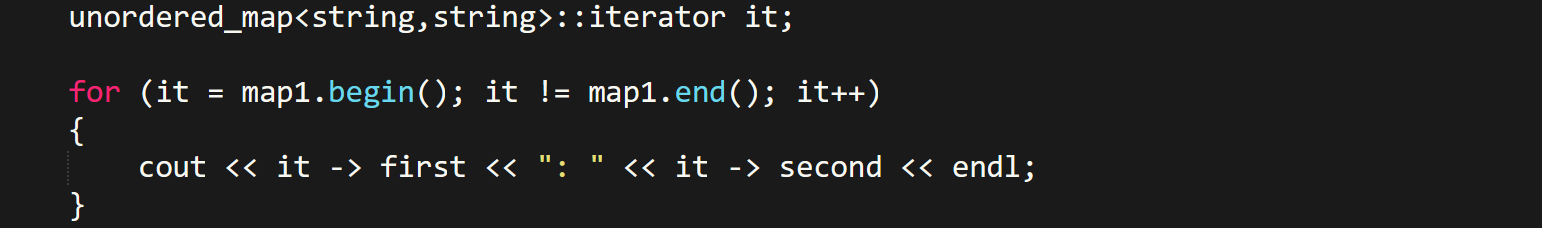 unordered_map<string,string>::iterator it;
for (it = map1.begin(); it != map1.end(); it++)
{
cout << it -> first << ": " << it -> second << endl;
}